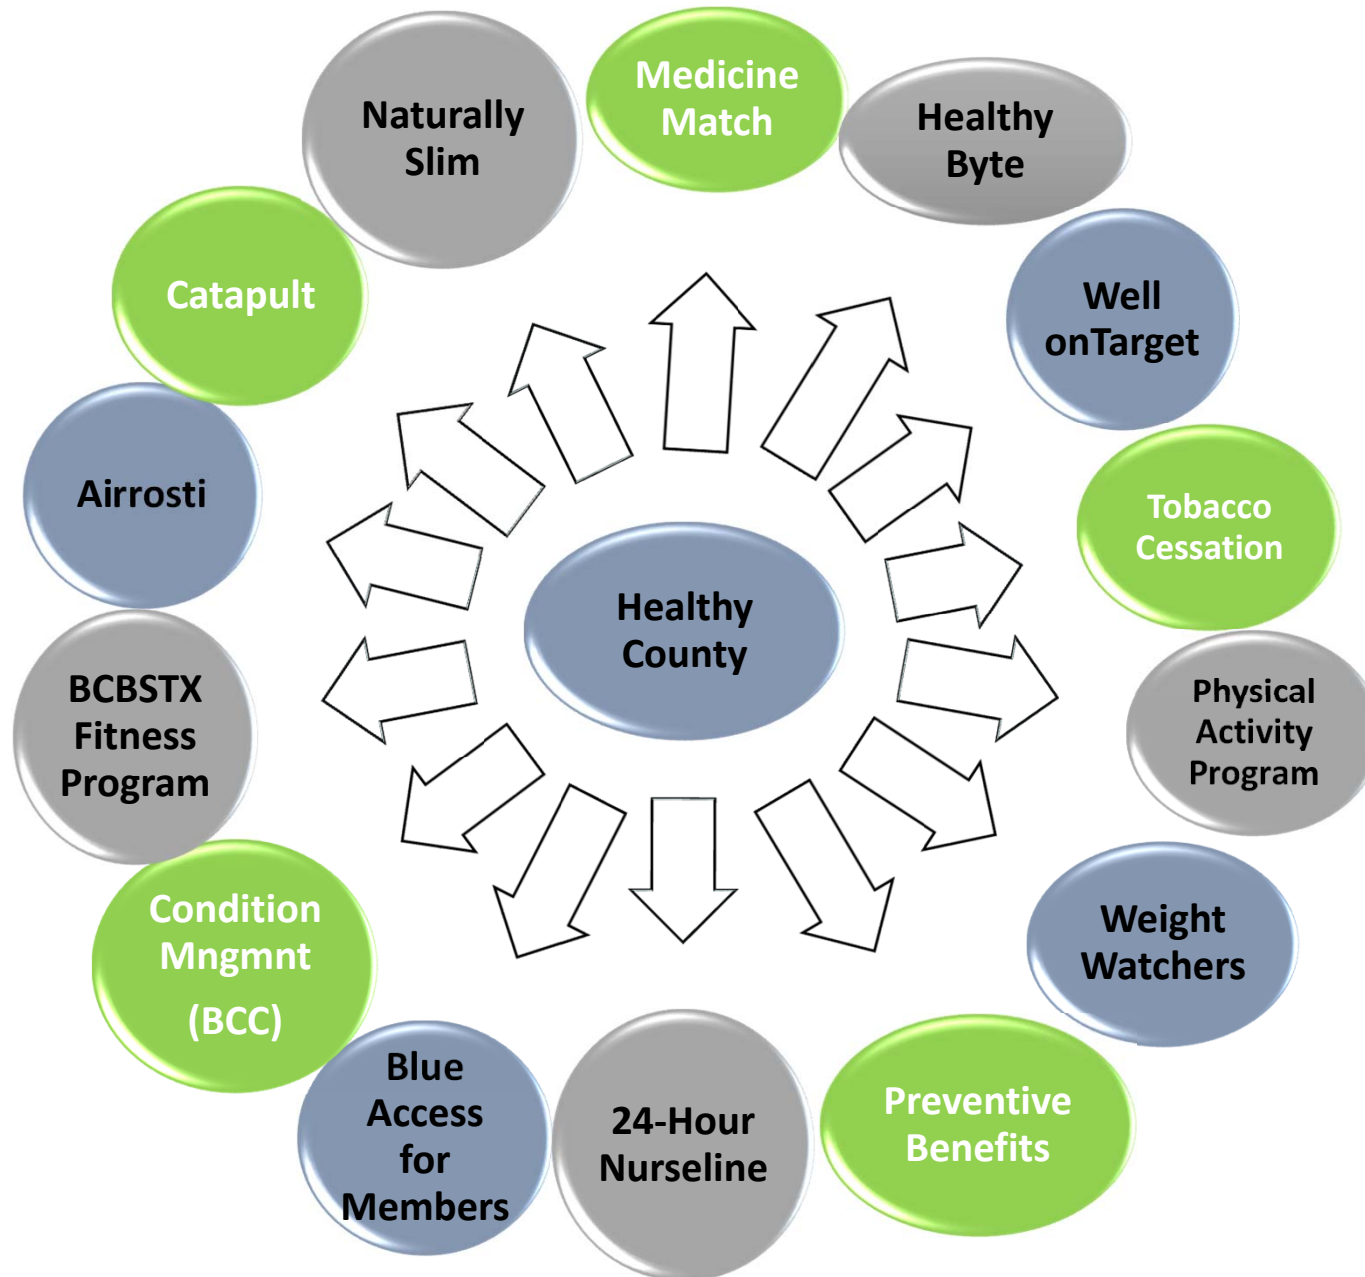 Medicine
Match
Healthy
Byte
Well
onTarget
Tobacco
Cessation
Physical
Activity
Program
Weight
Watchers
Preventive
Benefits
24-Hour
Nurseline
Blue
Access
for
Members
Condition
Mngmnt
(BCC)
BCBSTX
Fitness
Program
Airrosti
Catapult
Naturally
Slim
Healthy
County